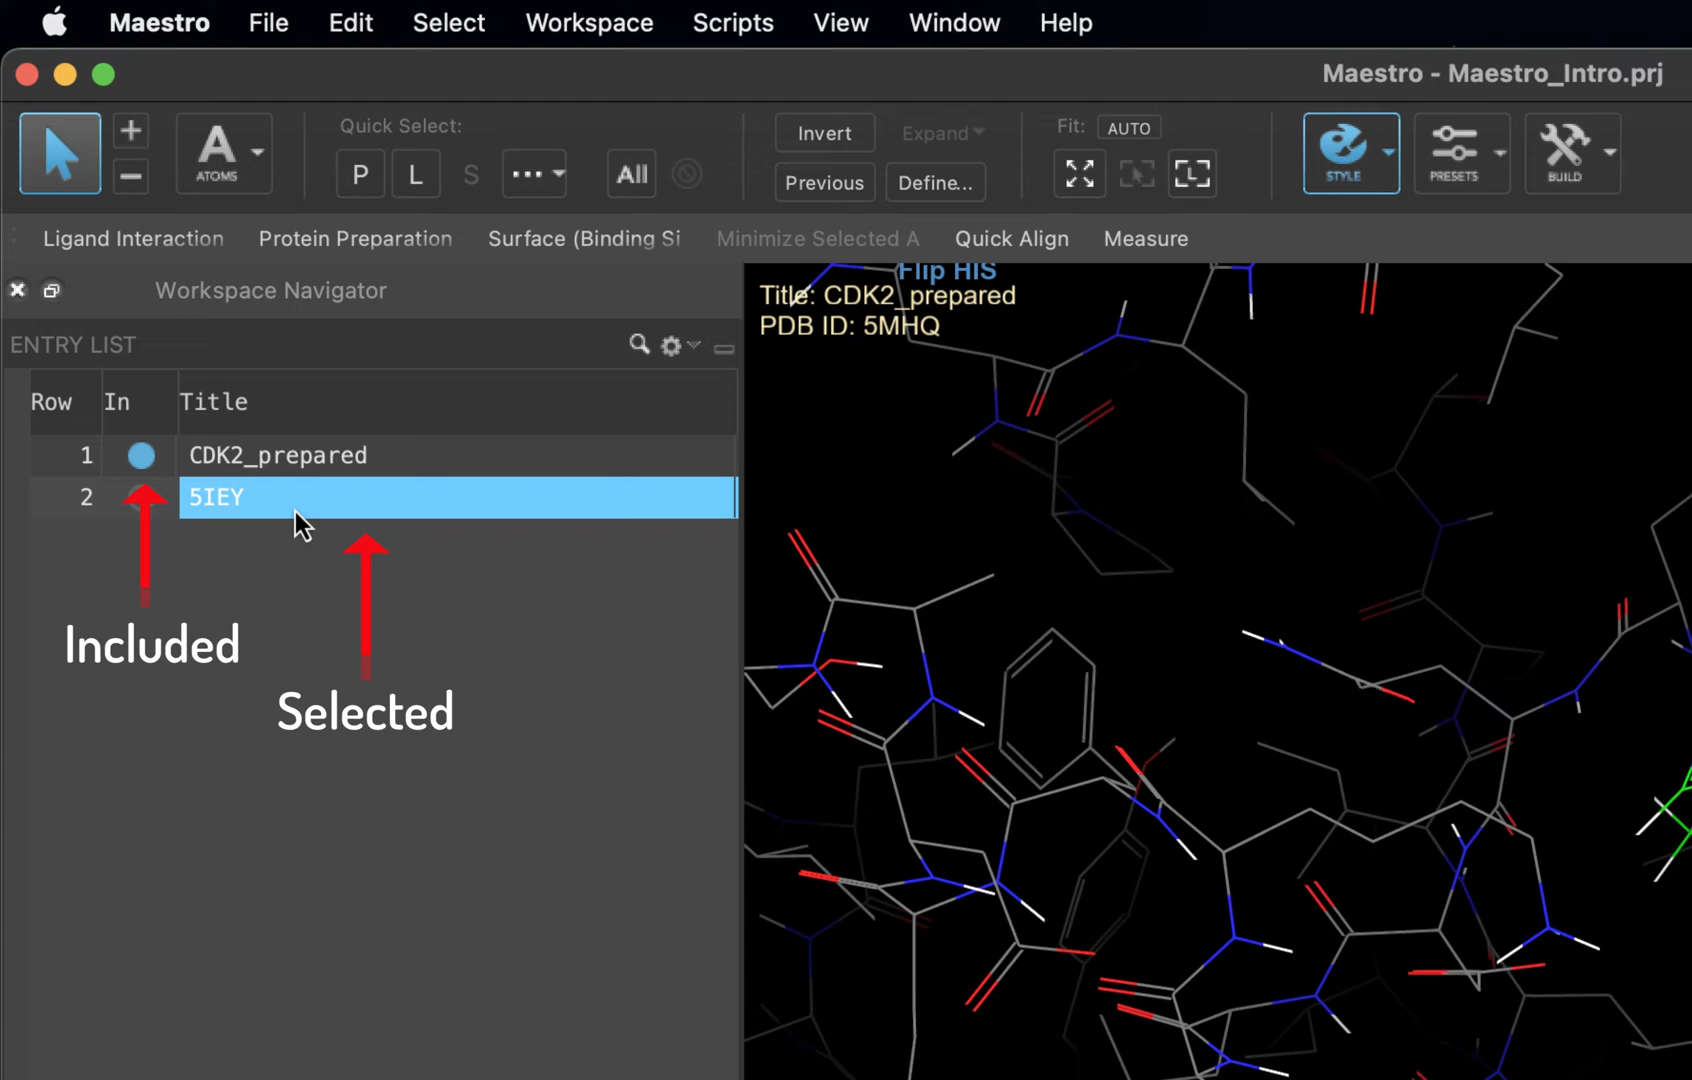 Maestro File Edit Select Workspace Scripts View Window Help
Maestro - Maestro_Intro.prj
ATOMS
Quick Select:
P L S All
Invert Expand
Previous Define...
Fit: AUTO
STYLE PRESETS BUILD
Ligand Interaction Protein Preparation Surface (Binding Si Minimize Selected A Quick Align Measure
Workspace Navigator
ENTRY LIST
Row In Title
1 CDK2_prepared
2 5IEY
Included
Selected
Flip HIS
Title: CDK2_prepared
PDB ID: 5MHQ